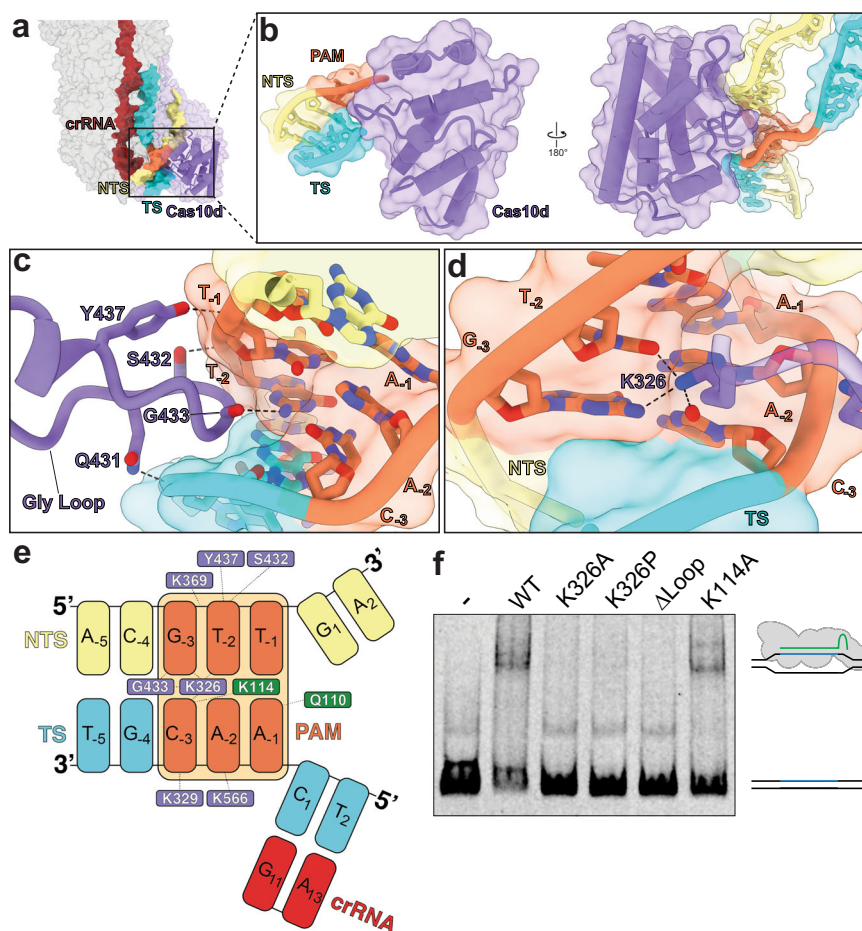 a
crRNA
NTS
TS
Cas10d
b
PAM
NTS
TS
Cas10d
180°
c
Y437
T-1
S432
T-2
A-1
G433
Q431
A-2
Gly Loop
C-3
d
T-2
A-1
G-3
K326
A-2
NTS
C-3
TS
e
Y437 S432
K369
3’
5’
NTS A-5 C-4 G-3 T-2 T-1 G1 A2
G433 K326 K114 Q110
TS T-5 G-4 C-3 A-2 A-1 PAM
3’
K329 K566
5’
C1 T2
G11 A13 crRNA
f
- WT K326A K326P ΔLoop K114A